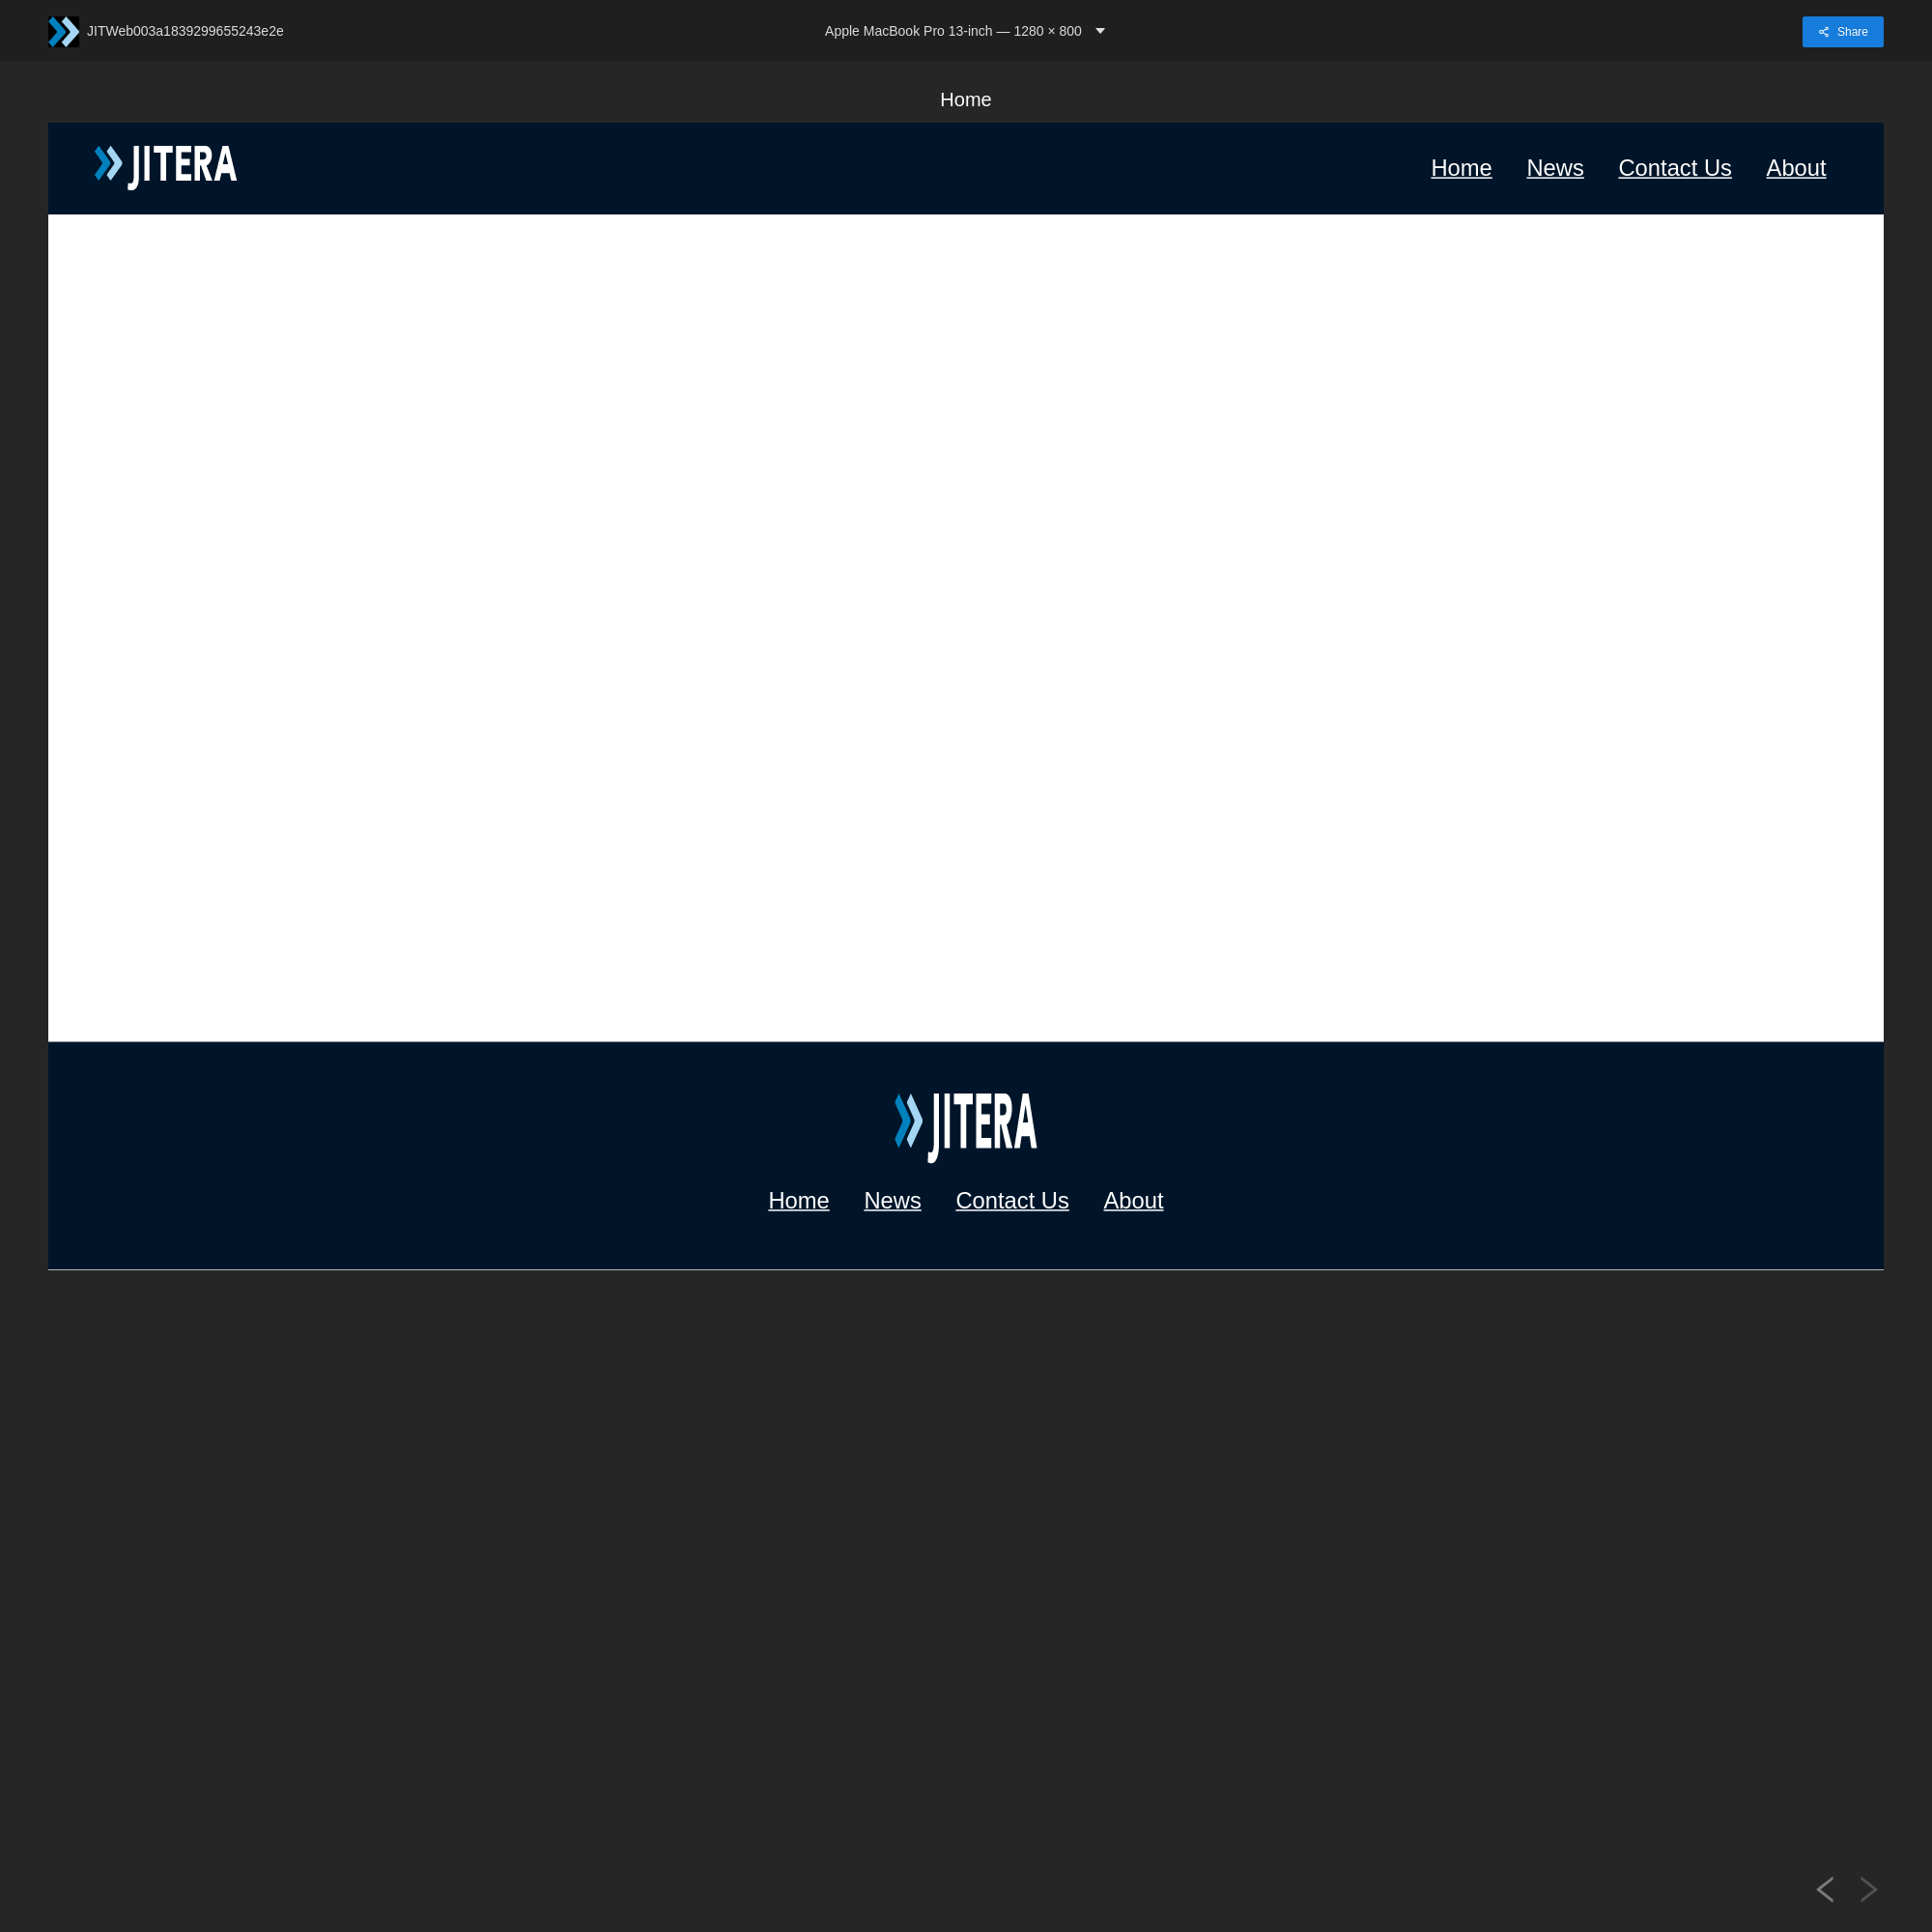 JITWeb003a1839299655243e2e
Apple MacBook Pro 13-inch — 1280 × 800
Share
Home
JITERA
Home News Contact Us About
JITERA
Home News Contact Us About